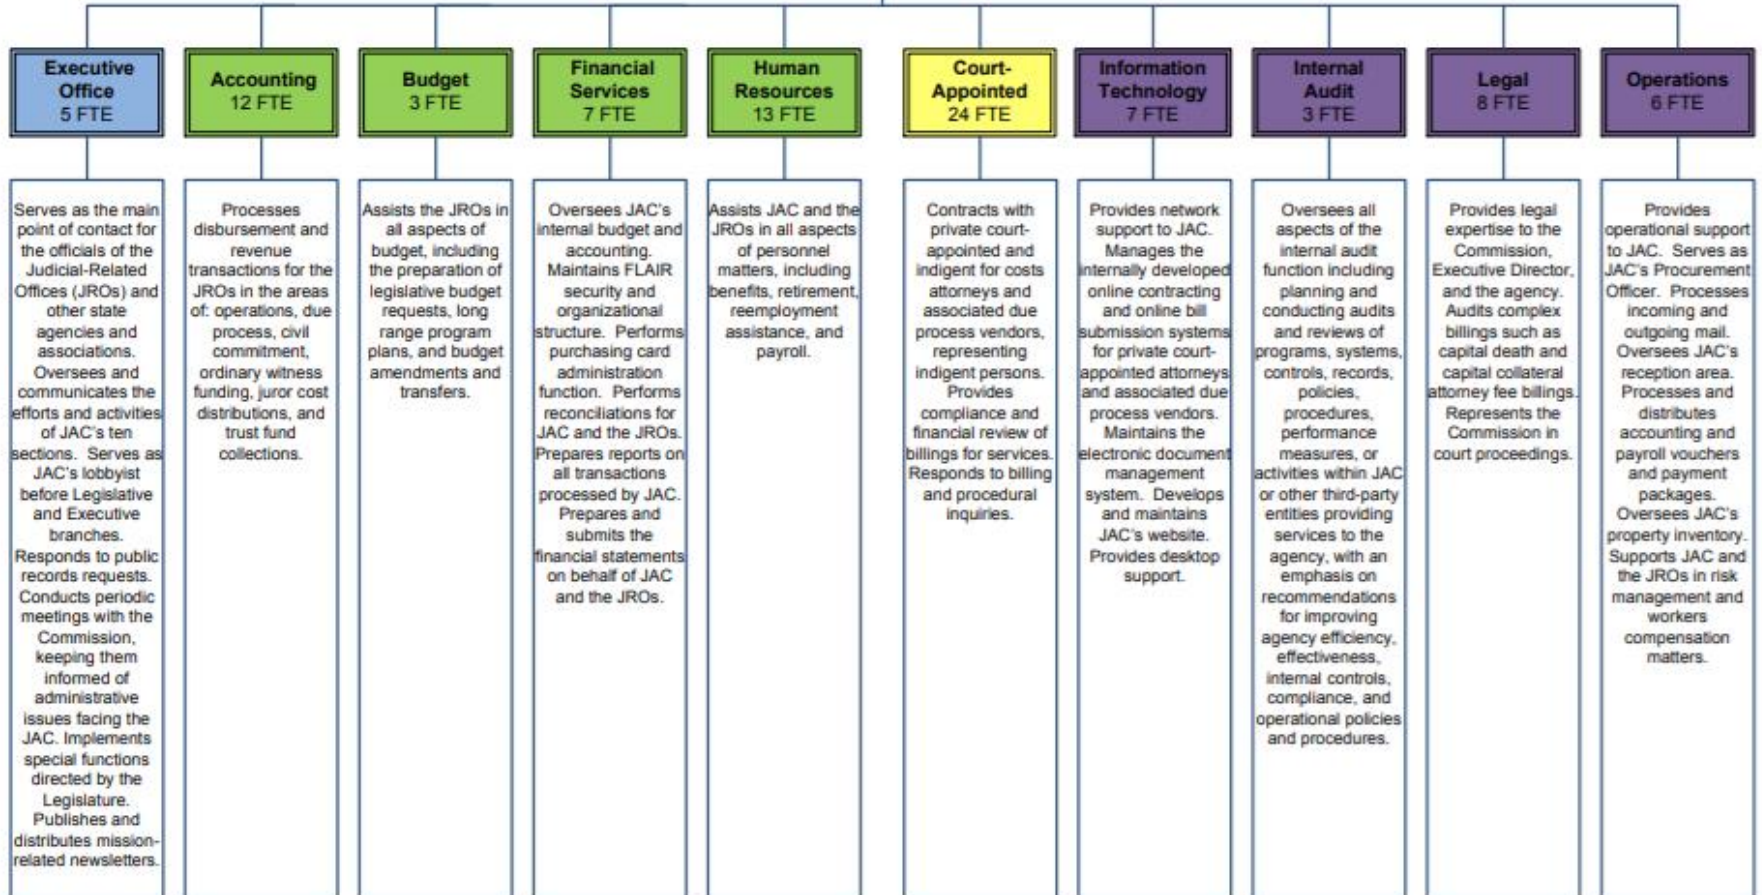 Executive
Office
5 FTE
Serves as the main
point of contact for
the officials of the
Judicial-Related
Offices (JROs) and
other state
agencies and
associations.
Oversees and
communicates the
efforts and activities
of JAC's ten
sections. Serves as
JAC's lobbyist
before Legislative
and Executive
branches.
Responds to public
records requests.
Conducts periodic
meetings with the
Commission,
keeping them
informed of
administrative
issues facing the
JAC. Implements
special functions
directed by the
Legislature.
Publishes and
distributes mission-
related newsletters.
Accounting
12 FTE
Processes
disbursement and
revenue
transactions for the
JROs in the areas
of: operations, due
process, civil
commitment,
ordinary witness
funding, juror cost
distributions, and
trust fund
collections.
Budget
3 FTE
Assists the JROs in
all aspects of
budget, including
the preparation of
legislative budget
requests, long
range program
plans, and budget
amendments and
transfers.
Financial
Services
7 FTE
Oversees JAC's
internal budget and
accounting.
Maintains FLAIR
security and
organizational
structure. Performs
purchasing card
administration
function. Performs
reconciliations for
JAC and the JROs.
Prepares reports on
all transactions
processed by JAC.
Prepares and
submits the
financial statements
on behalf of JAC
and the JROs.
Human
Resources
13 FTE
Assists JAC and the
JROs in all aspects
of personnel
matters, including
benefits, retirement,
reemployment
assistance, and
payroll.
Court-
Appointed
24 FTE
Contracts with
private court-
appointed and
indigent for costs
attorneys and
associated due
process vendors,
representing
indigent persons.
Provides
compliance and
financial review of
billings for services.
Responds to billing
and procedural
inquiries.
Information
Technology
7 FTE
Provides network
support to JAC.
Manages the
internally developed
online contracting
and online bill
submission systems
for private court-
appointed attorneys
and associated due
process vendors.
Maintains the
electronic document
management
system. Develops
and maintains
JAC's website.
Provides desktop
support.
Internal
Audit
3 FTE
Oversees all
aspects of the
internal audit
function including
planning and
conducting audits
and reviews of
programs, systems,
controls, records,
policies,
procedures,
performance
measures, or
activities within JAC
or other third-party
entities providing
services to the
agency, with an
emphasis on
recommendations
for improving
agency efficiency,
effectiveness,
internal controls,
compliance, and
operational policies
and procedures.
Legal
8 FTE
Provides legal
expertise to the
Commission,
Executive Director,
and the agency.
Audits complex
billings such as
capital death and
capital collateral
attorney fee billings.
Represents the
Commission in
court proceedings.
Operations
6 FTE
Provides
operational support
to JAC. Serves as
JAC's Procurement
Officer. Processes
incoming and
outgoing mail.
Oversees JAC's
reception area.
Processes and
distributes
accounting and
payroll vouchers
and payment
packages.
Oversees JAC's
property inventory.
Supports JAC and
the JROs in risk
management and
workers
compensation
matters.